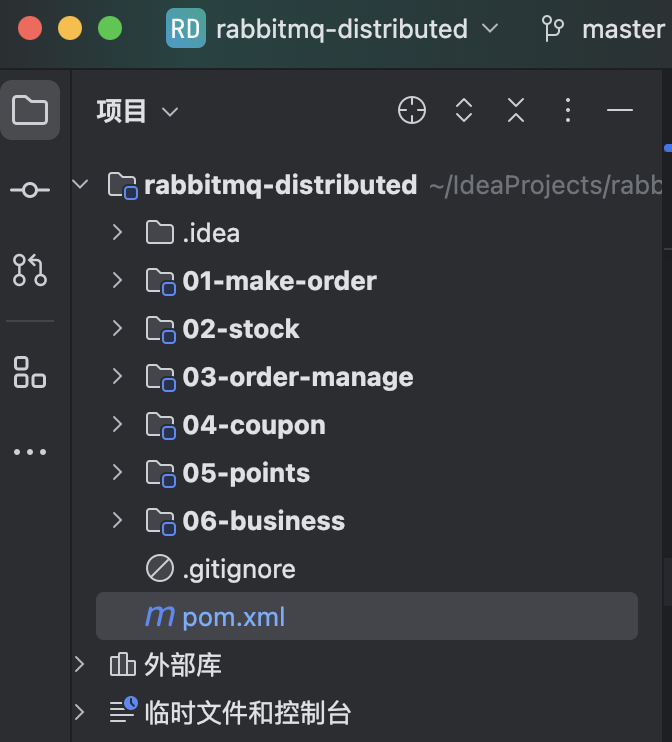 RD rabbitmq-distributed master
项目
rabbitmq-distributed ~/IdeaProjects/rabb
.idea
01-make-order
02-stock
03-order-manage
04-coupon
05-points
06-business
.gitignore
m pom.xml
外部库
临时文件和控制台